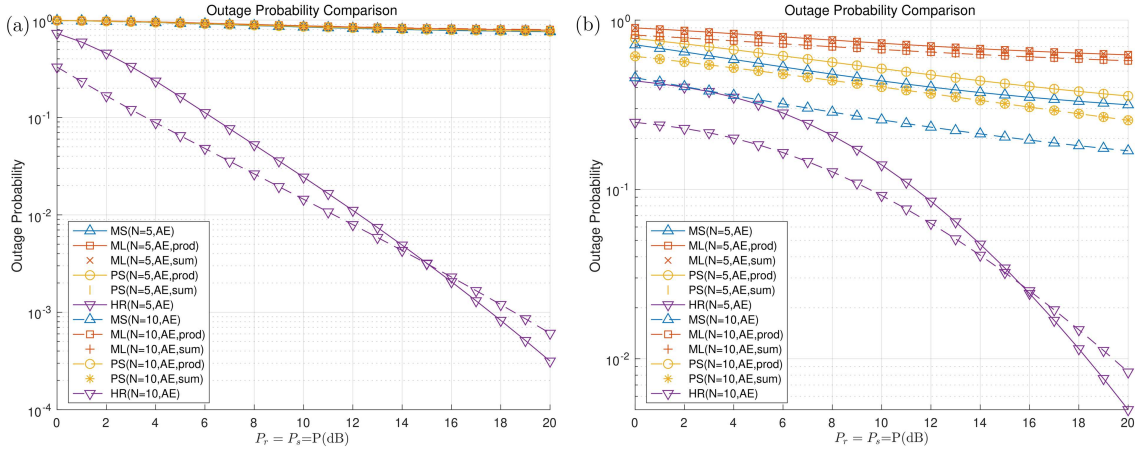 (a)
Outage Probability Comparison
10^0
10^-1
10^-2
10^-3
10^-4
Outage Probability
MS(N=5,AE)
ML(N=5,AE,prod)
ML(N=5,AE,sum)
PS(N=5,AE,prod)
PS(N=5,AE,sum)
HR(N=5,AE)
MS(N=10,AE)
ML(N=10,AE,prod)
ML(N=10,AE,sum)
PS(N=10,AE,prod)
PS(N=10,AE,sum)
HR(N=10,AE)
0 2 4 6 8 10 12 14 16 18 20
P_r = P_s=P(dB)
(b)
Outage Probability Comparison
10^0
10^-1
10^-2
Outage Probability
MS(N=5,AE)
ML(N=5,AE,prod)
ML(N=5,AE,sum)
PS(N=5,AE,prod)
PS(N=5,AE,sum)
HR(N=5,AE)
MS(N=10,AE)
ML(N=10,AE,prod)
ML(N=10,AE,sum)
PS(N=10,AE,prod)
PS(N=10,AE,sum)
HR(N=10,AE)
0 2 4 6 8 10 12 14 16 18 20
P_r = P_s=P(dB)